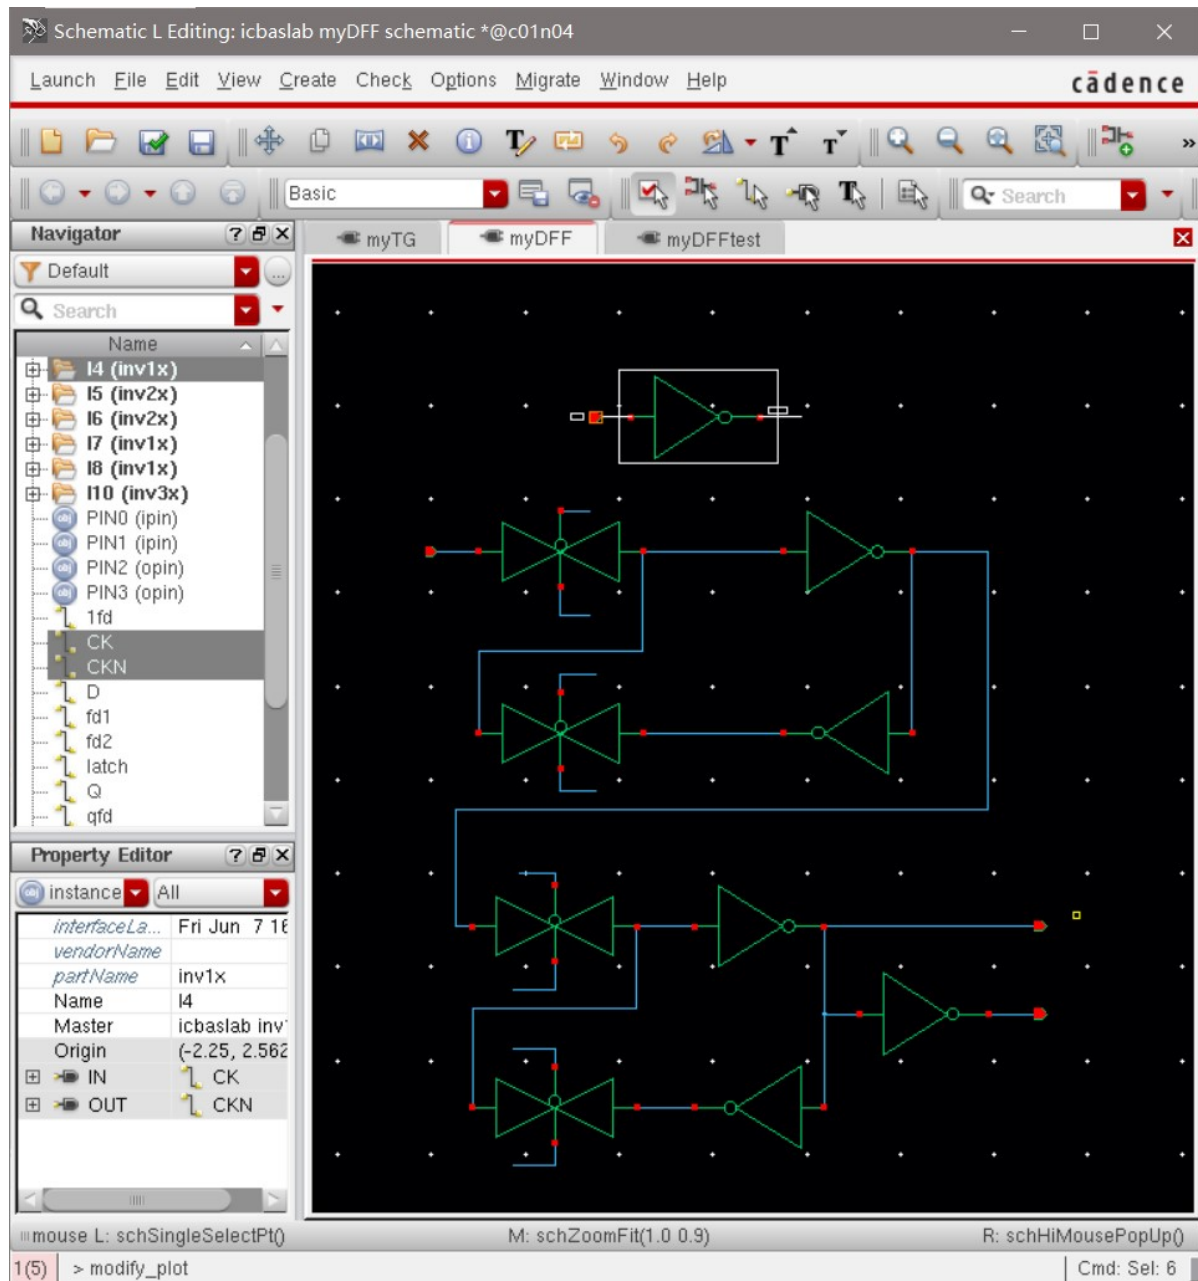 Schematic L Editing: icbaslab myDFF schematic *@c01n04
Launch File Edit View Create Check Options Migrate Window Help cādence
Basic Search
Navigator myTG myDFF myDFFtest
Default
Search
Name
I4 (inv1x)
I5 (inv2x)
I6 (inv2x)
I7 (inv1x)
I8 (inv1x)
I10 (inv3x)
PIN0 (ipin)
PIN1 (ipin)
PIN2 (opin)
PIN3 (opin)
1fd
CK
CKN
D
fd1
fd2
latch
Q
qfd
Property Editor
instance All
interfaceLa... Fri Jun 7 16
vendorName
partName inv1x
Name I4
Master icbaslab inv
Origin (-2.25, 2.562
IN CK
OUT CKN
mouse L: schSingleSelectPt() M: schZoomFit(1.0 0.9) R: schHiMousePopUp()
1(5) > modify_plot Cmd: Sel: 6